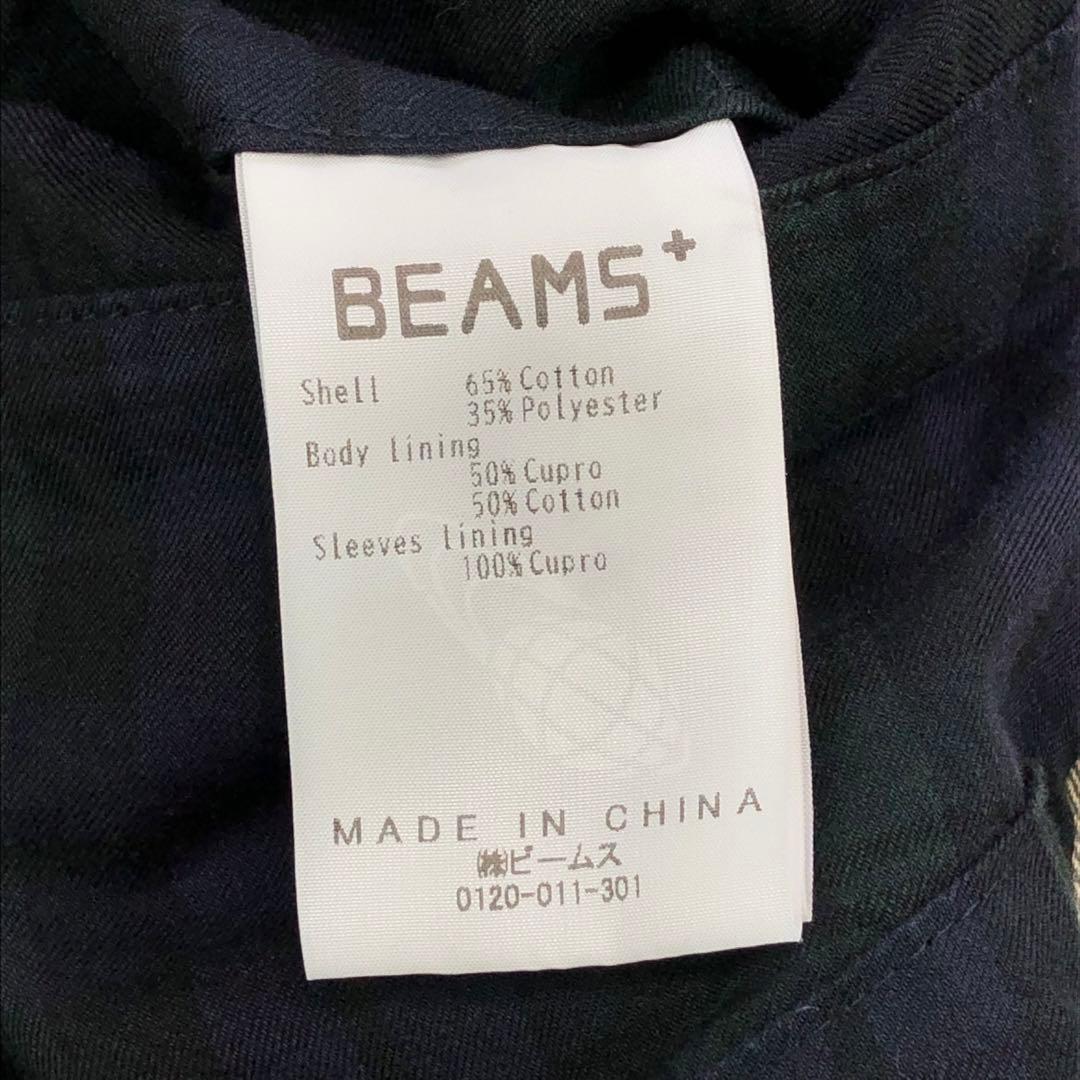 BEAMS+
Shell 65% Cotton
35% Polyester
Body lining
50% Cupro
50% Cotton
Sleeves lining
100% Cupro
MADE IN CHINA
㈱ビームス
0120-011-301